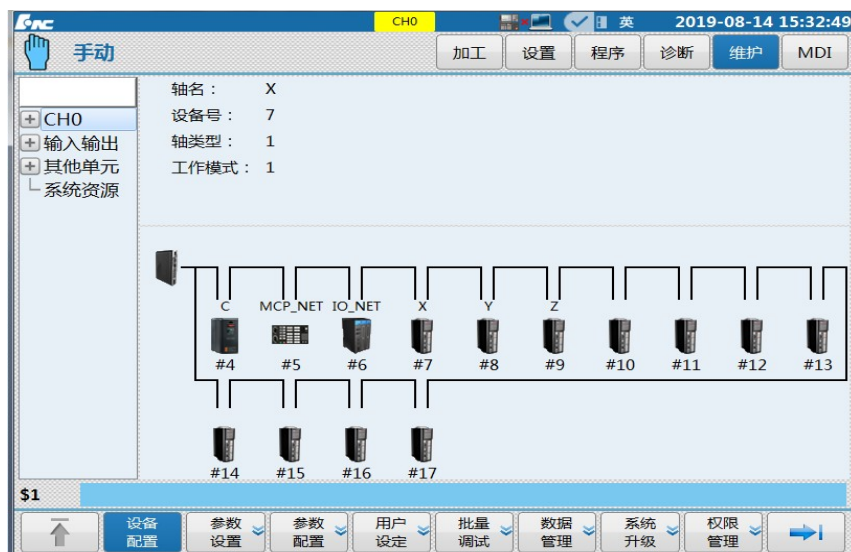 HNC CH0 英 2019-08-14 15:32:49
手动 加工 设置 程序 诊断 维护 MDI
轴名： X
CH0 设备号： 7
输入输出 轴类型： 1
其他单元 工作模式： 1
系统资源
C MCP_NET IO_NET X Y Z
#4 #5 #6 #7 #8 #9 #10 #11 #12 #13
#14 #15 #16 #17
$1
设备 参数 参数 用户 批量 数据 系统 权限
配置 设置 配置 设定 调试 管理 升级 管理